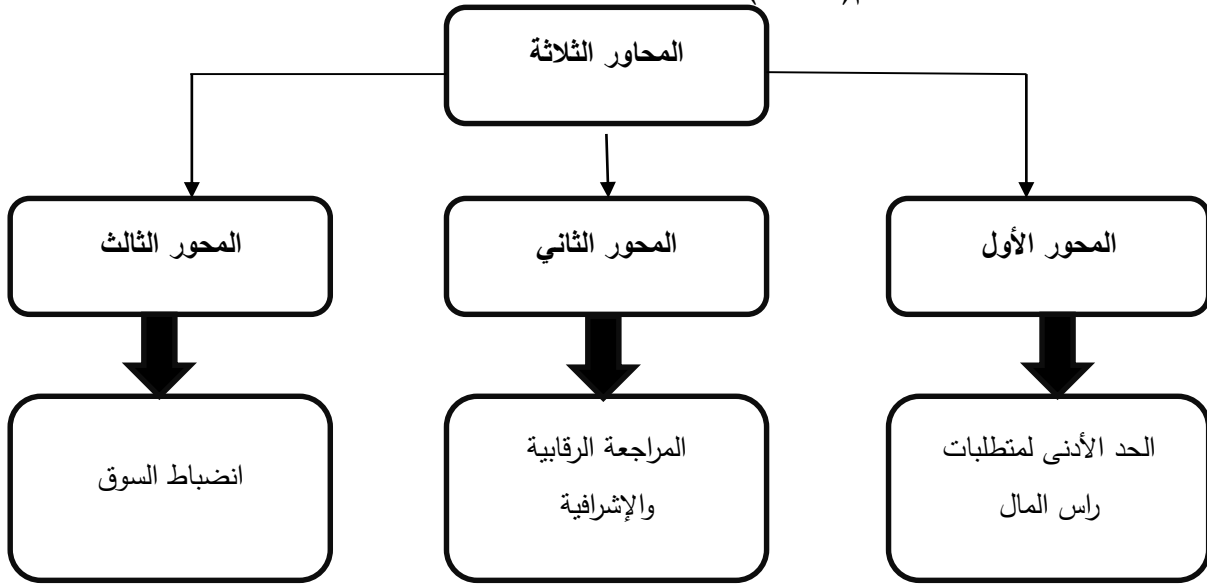 المحاور الثلاثة
المحور الأول
المحور الثاني
المحور الثالث
الحد الأدنى لمتطلبات
راس المال
المراجعة الرقابية
والإشرافية
انضباط السوق